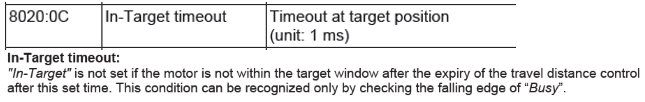 8020:0C In-Target timeout Timeout at target position
(unit: 1 ms)
In-Target timeout:
"In-Target" is not set if the motor is not within the target window after the expiry of the travel distance control
after this set time. This condition can be recognized only by checking the falling edge of "Busy".